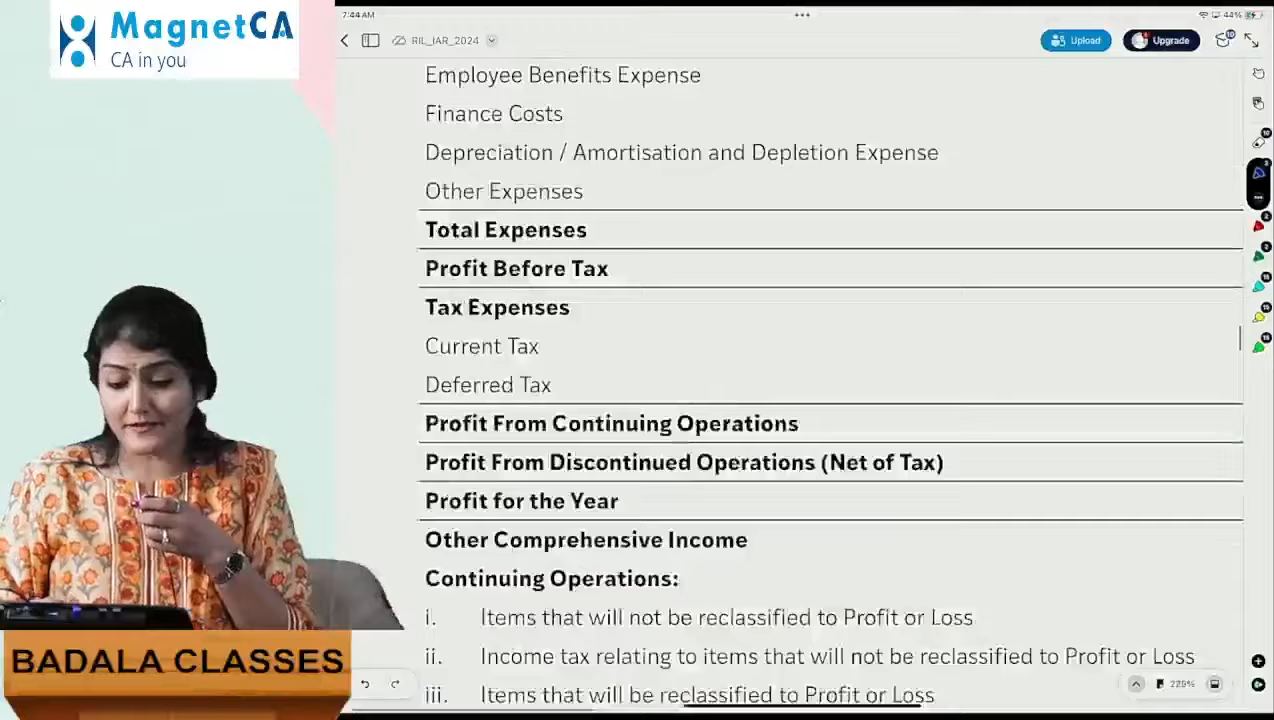 MagnetCA
CA in you
7:44AM
44%
RIL_IAR_2024
Upload
Upgrade
Employee Benefits Expense
Finance Costs
Depreciation / Amortisation and Depletion Expense
Other Expenses
Total Expenses
Profit Before Tax
Tax Expenses
Current Tax
Deferred Tax
Profit From Continuing Operations
Profit From Discontinued Operations (Net of Tax)
Profit for the Year
Other Comprehensive Income
Continuing Operations:
i. Items that will not be reclassified to Profit or Loss
ii. Income tax relating to items that will not be reclassified to Profit or Loss
iii. Items that will be reclassified to Profit or Loss
BADALA CLASSES